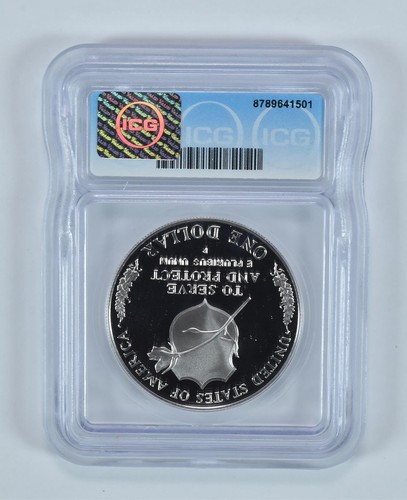 8789641501
ICG
ICG
ICG
UNITED STATES OF AMERICA
TO SERVE
AND PROTECT
E PLURIBUS UNUM
P
ONE DOLLAR